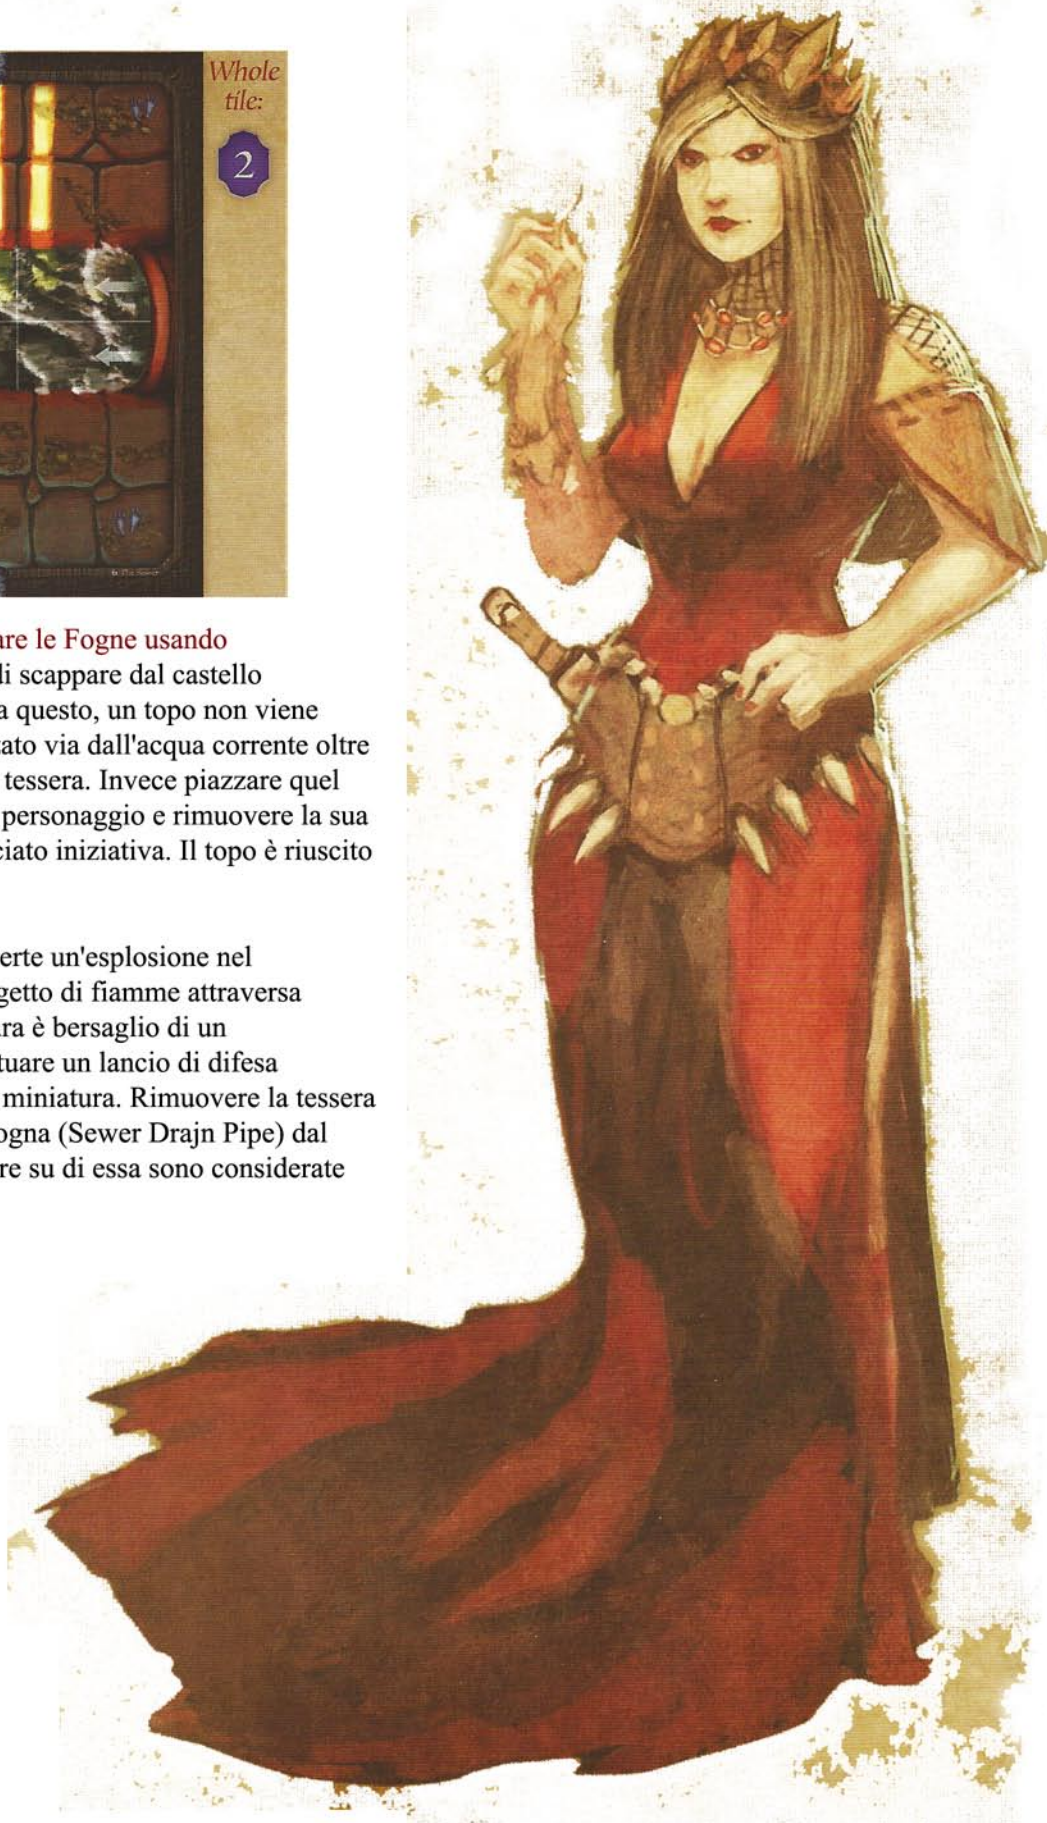 Whole
tile:
2
are le Fogne usando
di scappare dal castello
a questo, un topo non viene
ato via dall'acqua corrente oltre
tessera. Invece piazzare quel
personaggio e rimuovere la sua
ciato iniziativa. Il topo è riuscito
erte un'esplosione nel
getto di fiamme attraversa
ra è bersaglio di un
tuare un lancio di difesa
miniatura. Rimuovere la tessera
ogna (Sewer Drajn Pipe) dal
re su di essa sono considerate